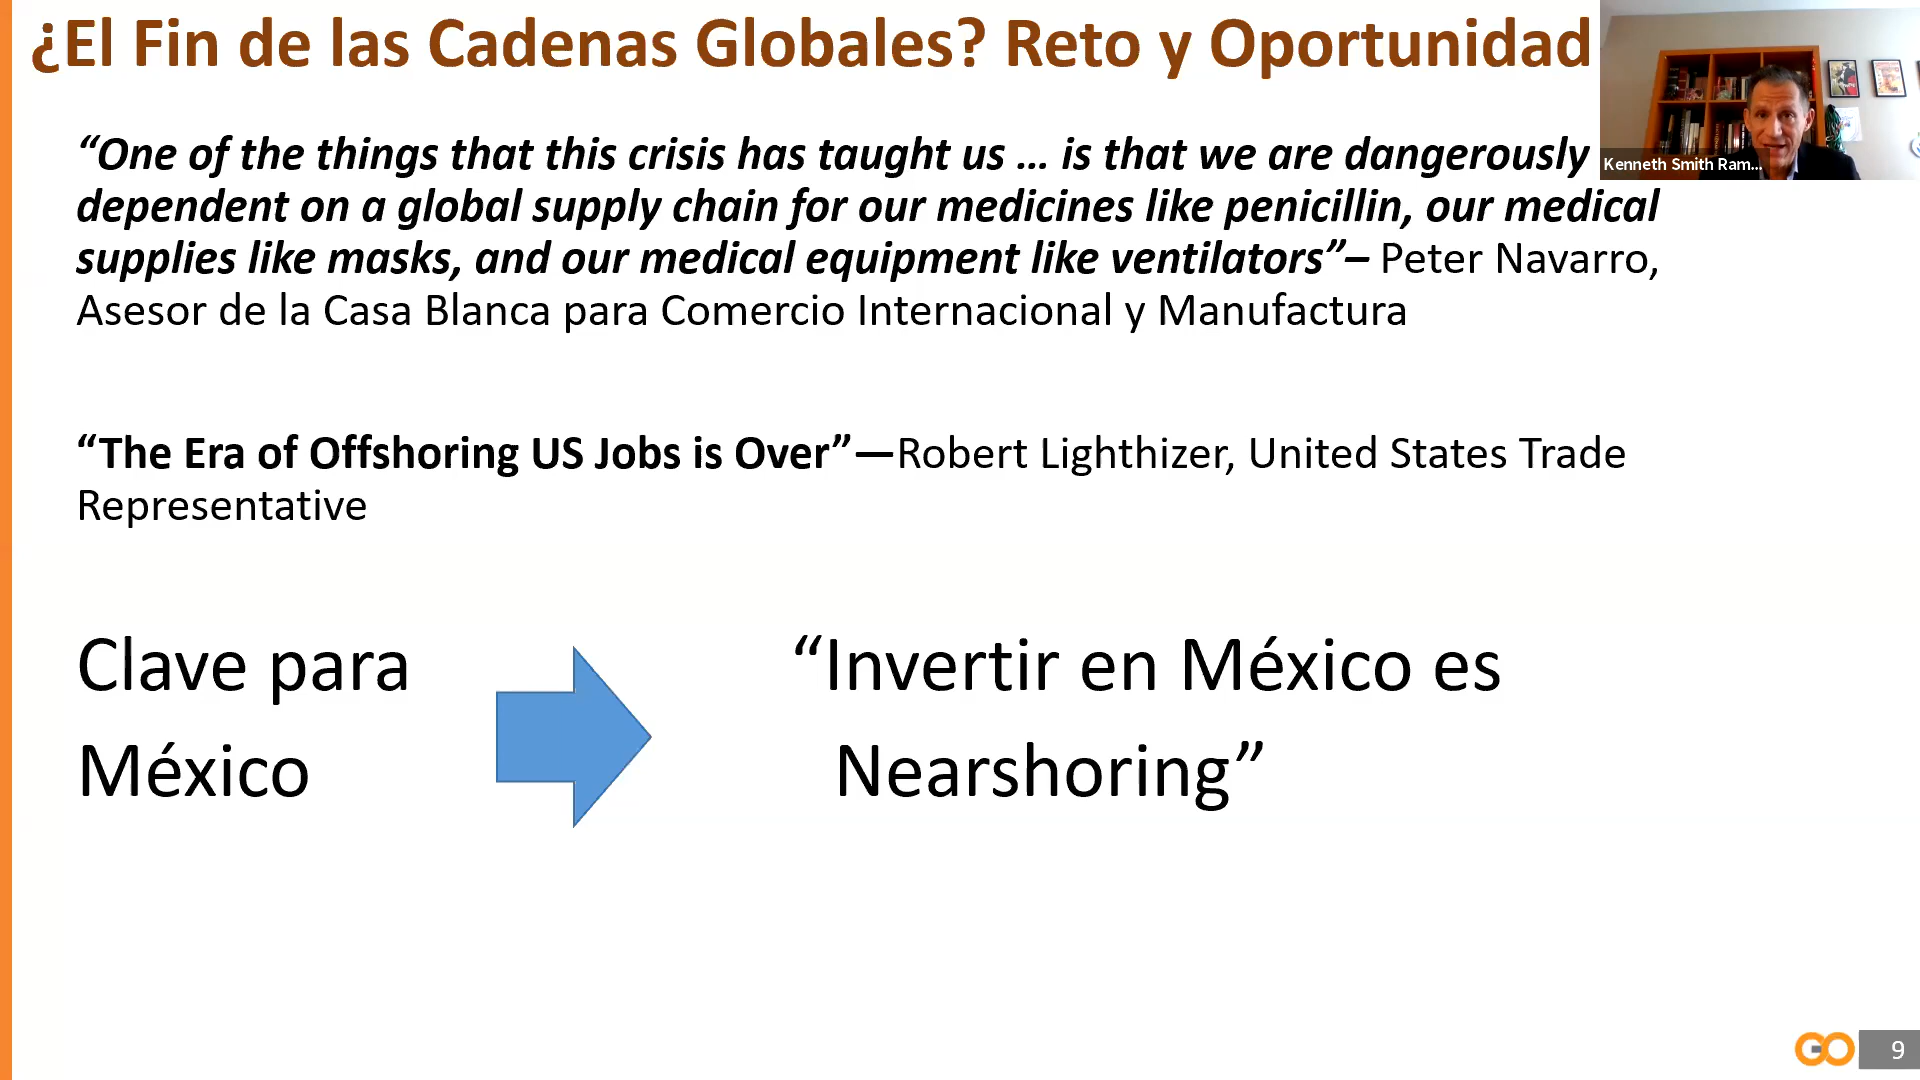 ¿El Fin de las Cadenas Globales? Reto y Oportunidad
“One of the things that this crisis has taught us … is that we are dangerously
dependent on a global supply chain for our medicines like penicillin, our medical
supplies like masks, and our medical equipment like ventilators”– Peter Navarro,
Asesor de la Casa Blanca para Comercio Internacional y Manufactura
“The Era of Offshoring US Jobs is Over”—Robert Lighthizer, United States Trade
Representative
Clave para
México
“Invertir en México es
Nearshoring”
Kenneth Smith Ram...
GO
9